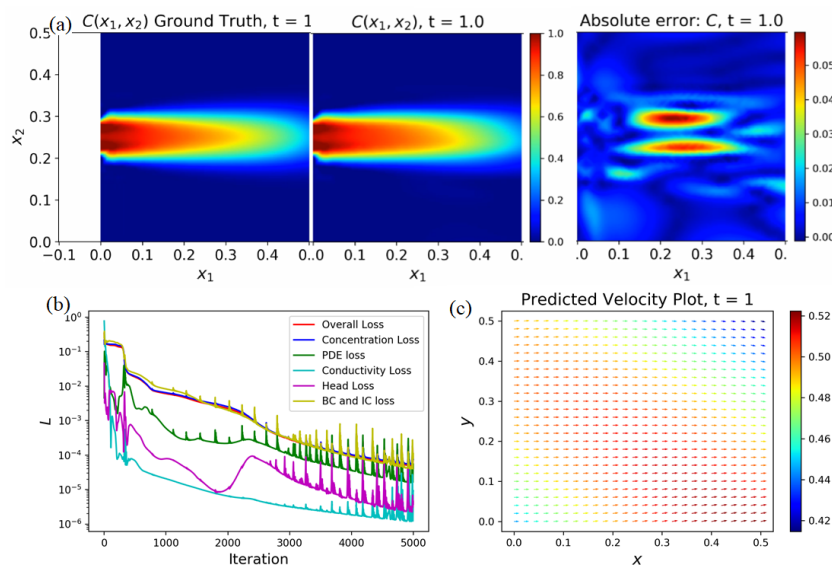 (a)
C(x₁, x₂) Ground Truth, t = 1
C(x₁, x₂), t = 1.0
Absolute error: C, t = 1.0
0.5
0.4
0.3
0.2
0.1
0.0
x₂
-0.1 0.0 0.1 0.2 0.3 0.4 0.
x₁
0.0 0.1 0.2 0.3 0.4 0.
x₁
1.0
0.8
0.6
0.4
0.2
0.0
0.0 0.1 0.2 0.3 0.4 0.
x₁
0.05
0.04
0.03
0.02
0.01
0.00
(b)
10⁰
10⁻¹
10⁻²
10⁻³
10⁻⁴
10⁻⁵
10⁻⁶
L
Overall Loss
Concentration Loss
PDE loss
Conductivity Loss
Head Loss
BC and IC loss
0 1000 2000 3000 4000 5000
Iteration
(c)
Predicted Velocity Plot, t = 1
0.5
0.4
0.3
0.2
0.1
0.0
y
0.0 0.1 0.2 0.3 0.4 0.5
x
0.52
0.50
0.48
0.46
0.44
0.42